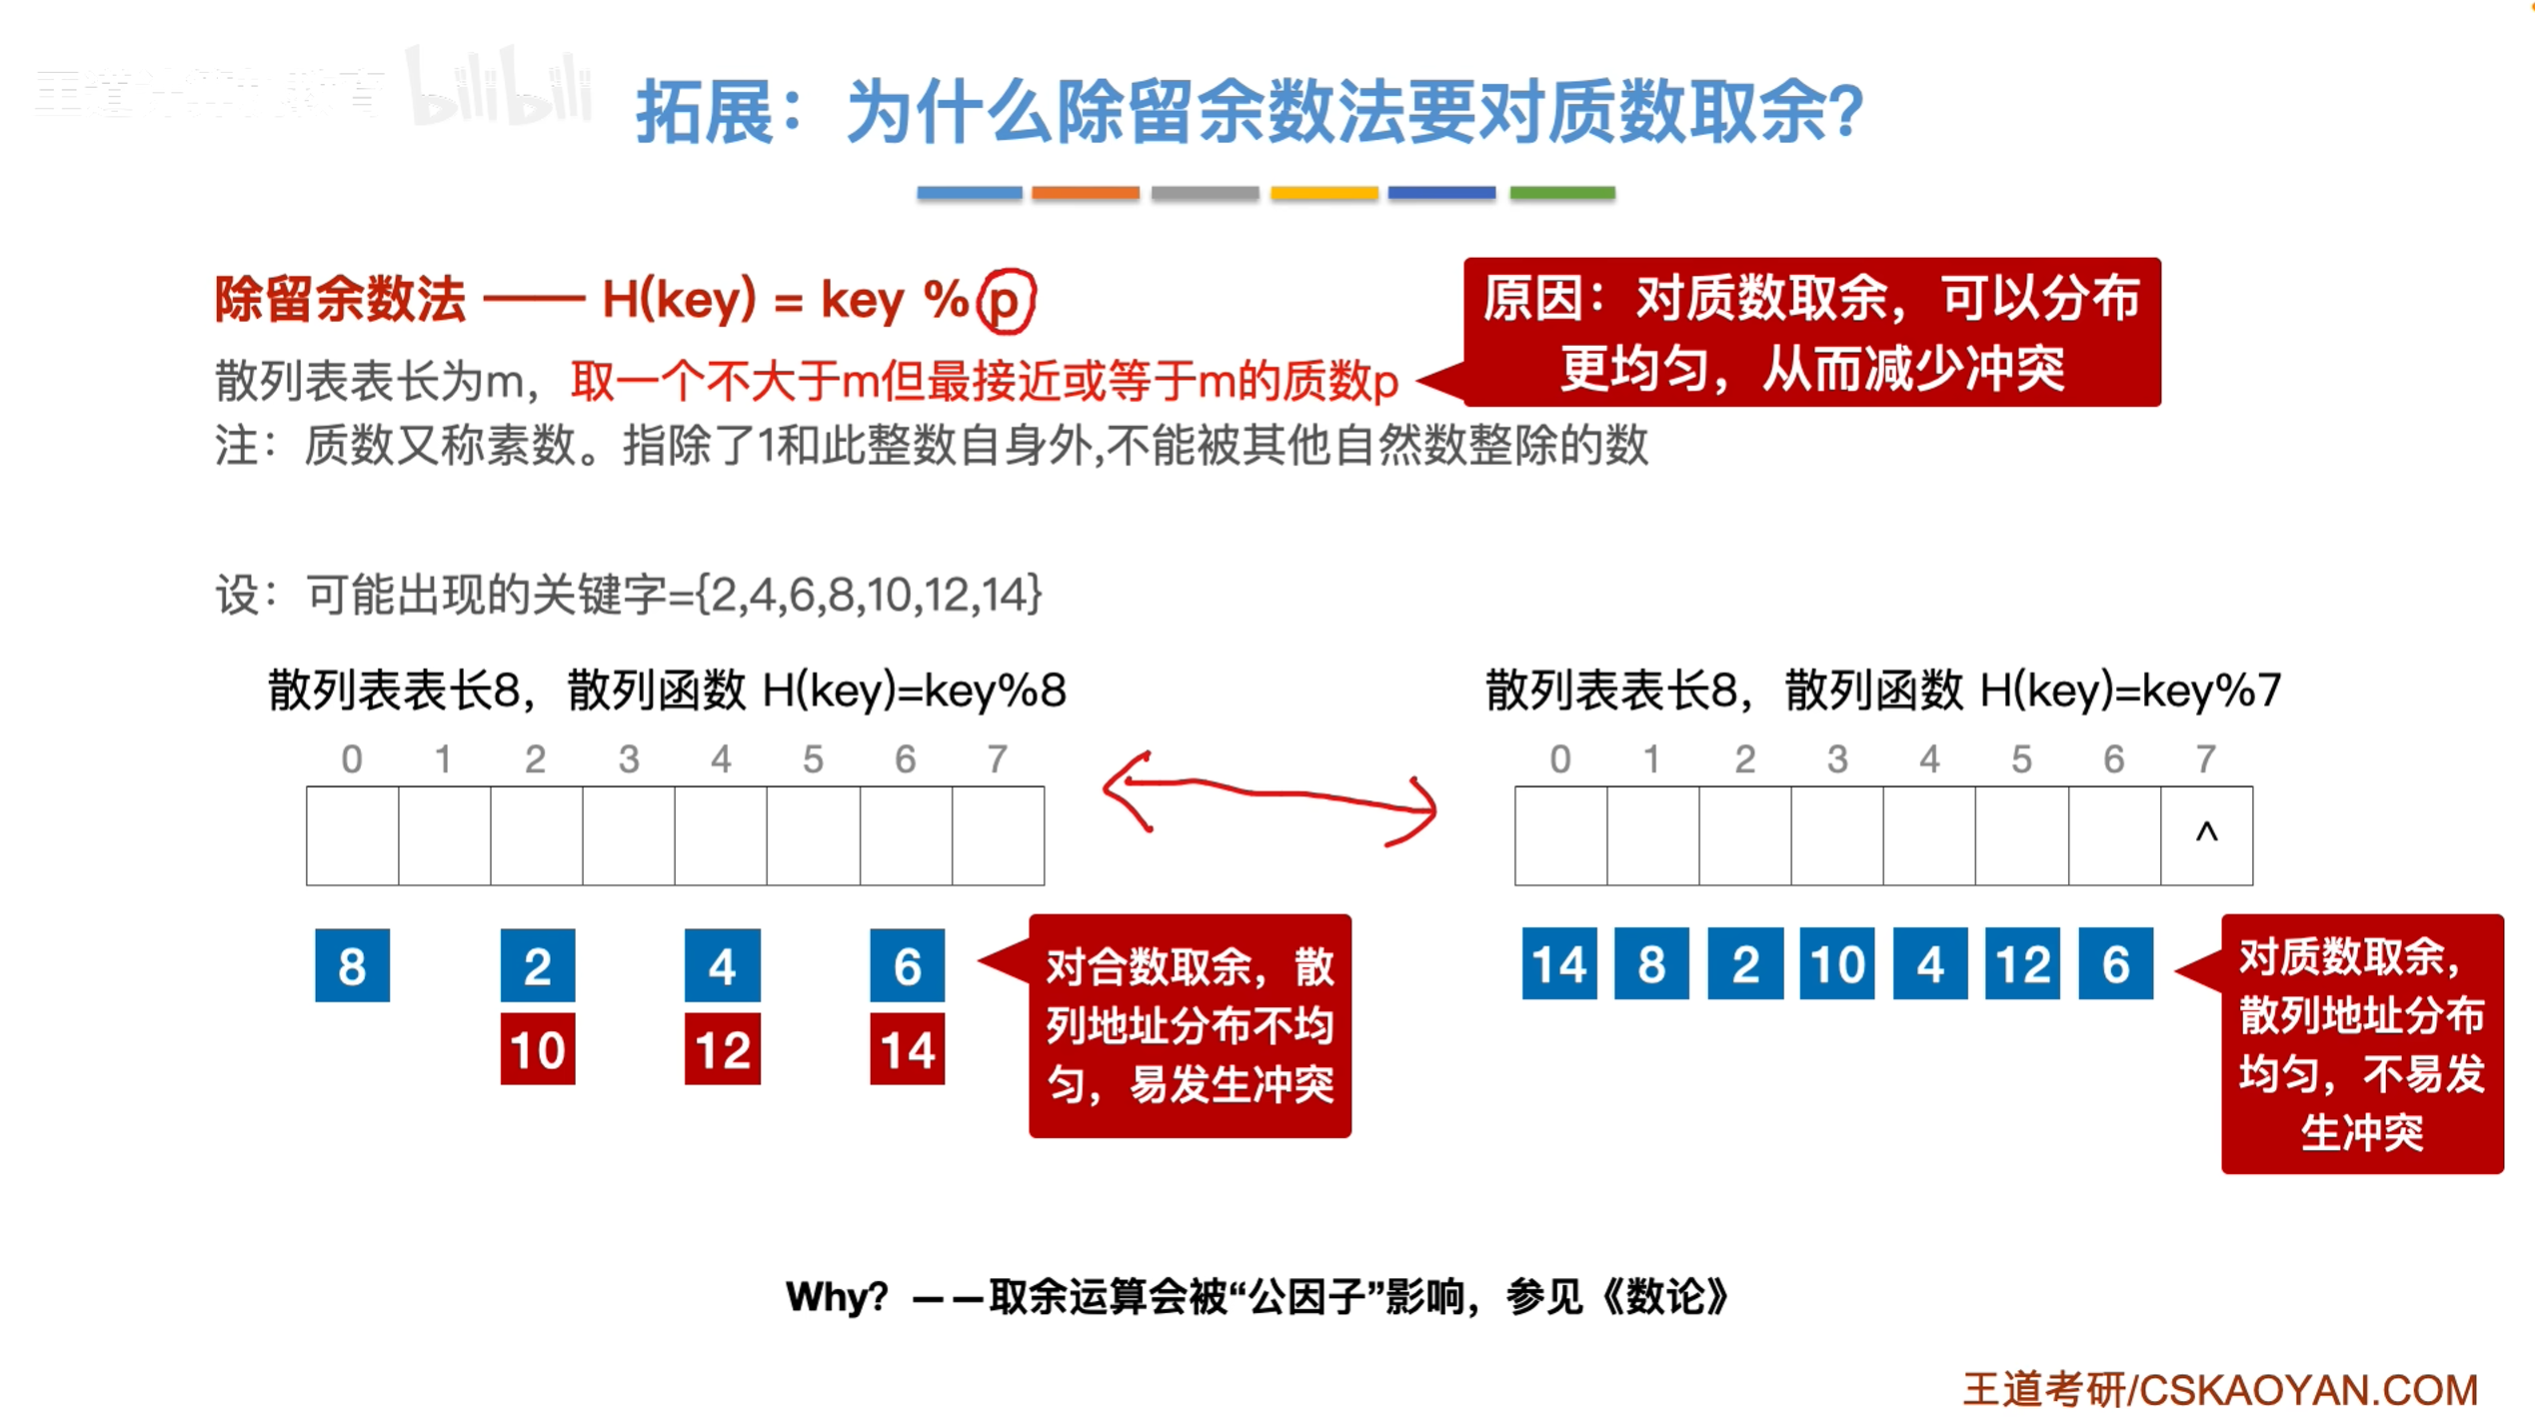 bilibili
拓展：为什么除留余数法要对质数取余？
除留余数法 —— H(key) = key % p
原因：对质数取余，可以分布
更均匀，从而减少冲突
散列表表长为m，取一个不大于m但最接近或等于m的质数p
注：质数又称素数。指除了1和此整数自身外,不能被其他自然数整除的数
设：可能出现的关键字={2,4,6,8,10,12,14}
散列表表长8，散列函数 H(key)=key%8
0 1 2 3 4 5 6 7
8 2 4 6
10 12 14
对合数取余，散
列地址分布不均
匀，易发生冲突
散列表表长8，散列函数 H(key)=key%7
0 1 2 3 4 5 6 7
^
14 8 2 10 4 12 6
对质数取余，
散列地址分布
均匀，不易发
生冲突
Why？——取余运算会被“公因子”影响，参见《数论》
王道考研/CSKAOYAN.COM